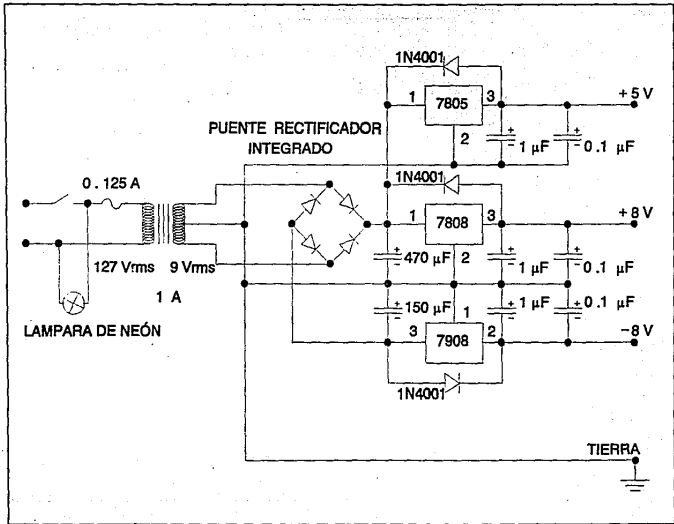 1N4001
1 7805 3 +5 V
2
PUENTE RECTIFICADOR
INTEGRADO
1 µF 0.1 µF
1N4001
0.125 A
1 7808 3 +8 V
2
127 Vrms 9 Vrms
470 µF 1 µF 0.1 µF
1 A
150 µF 1 1 µF 0.1 µF
LAMPARA DE NEÓN
3 7908 2 −8 V
1N4001
TIERRA